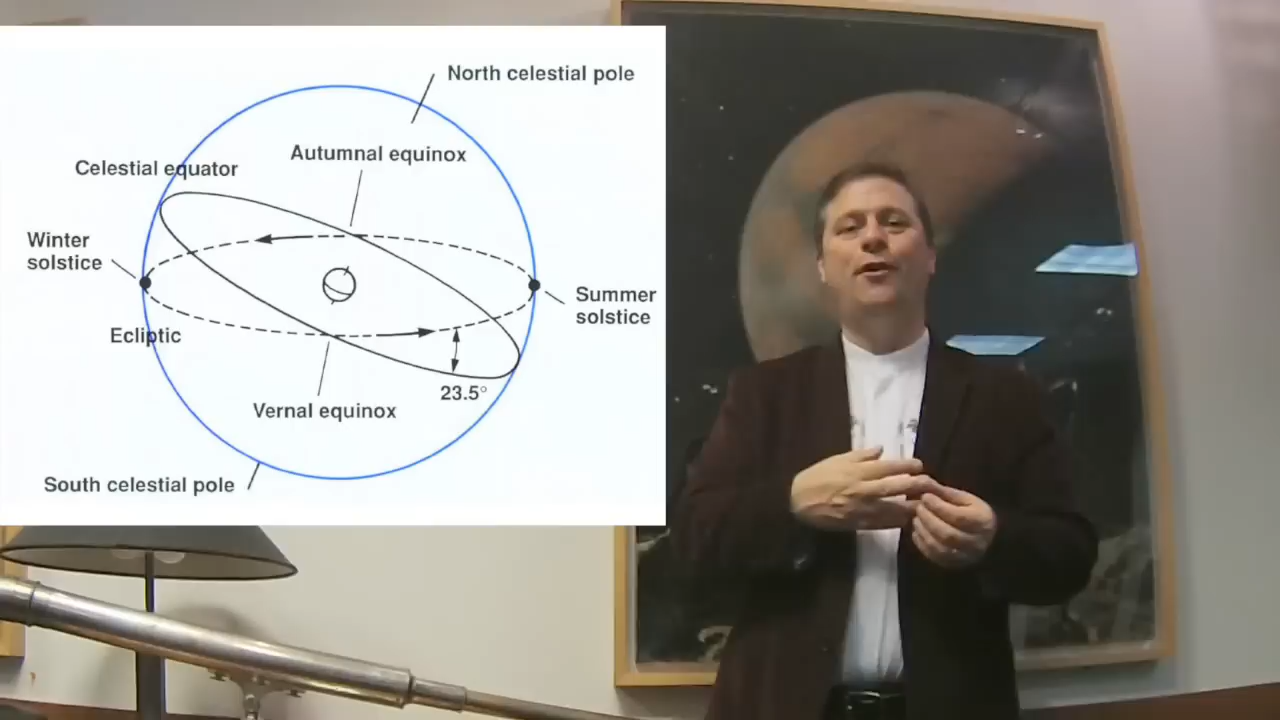 North celestial pole
Autumnal equinox
Celestial equator
Winter
solstice
Summer
solstice
Ecliptic
23.5°
Vernal equinox
South celestial pole